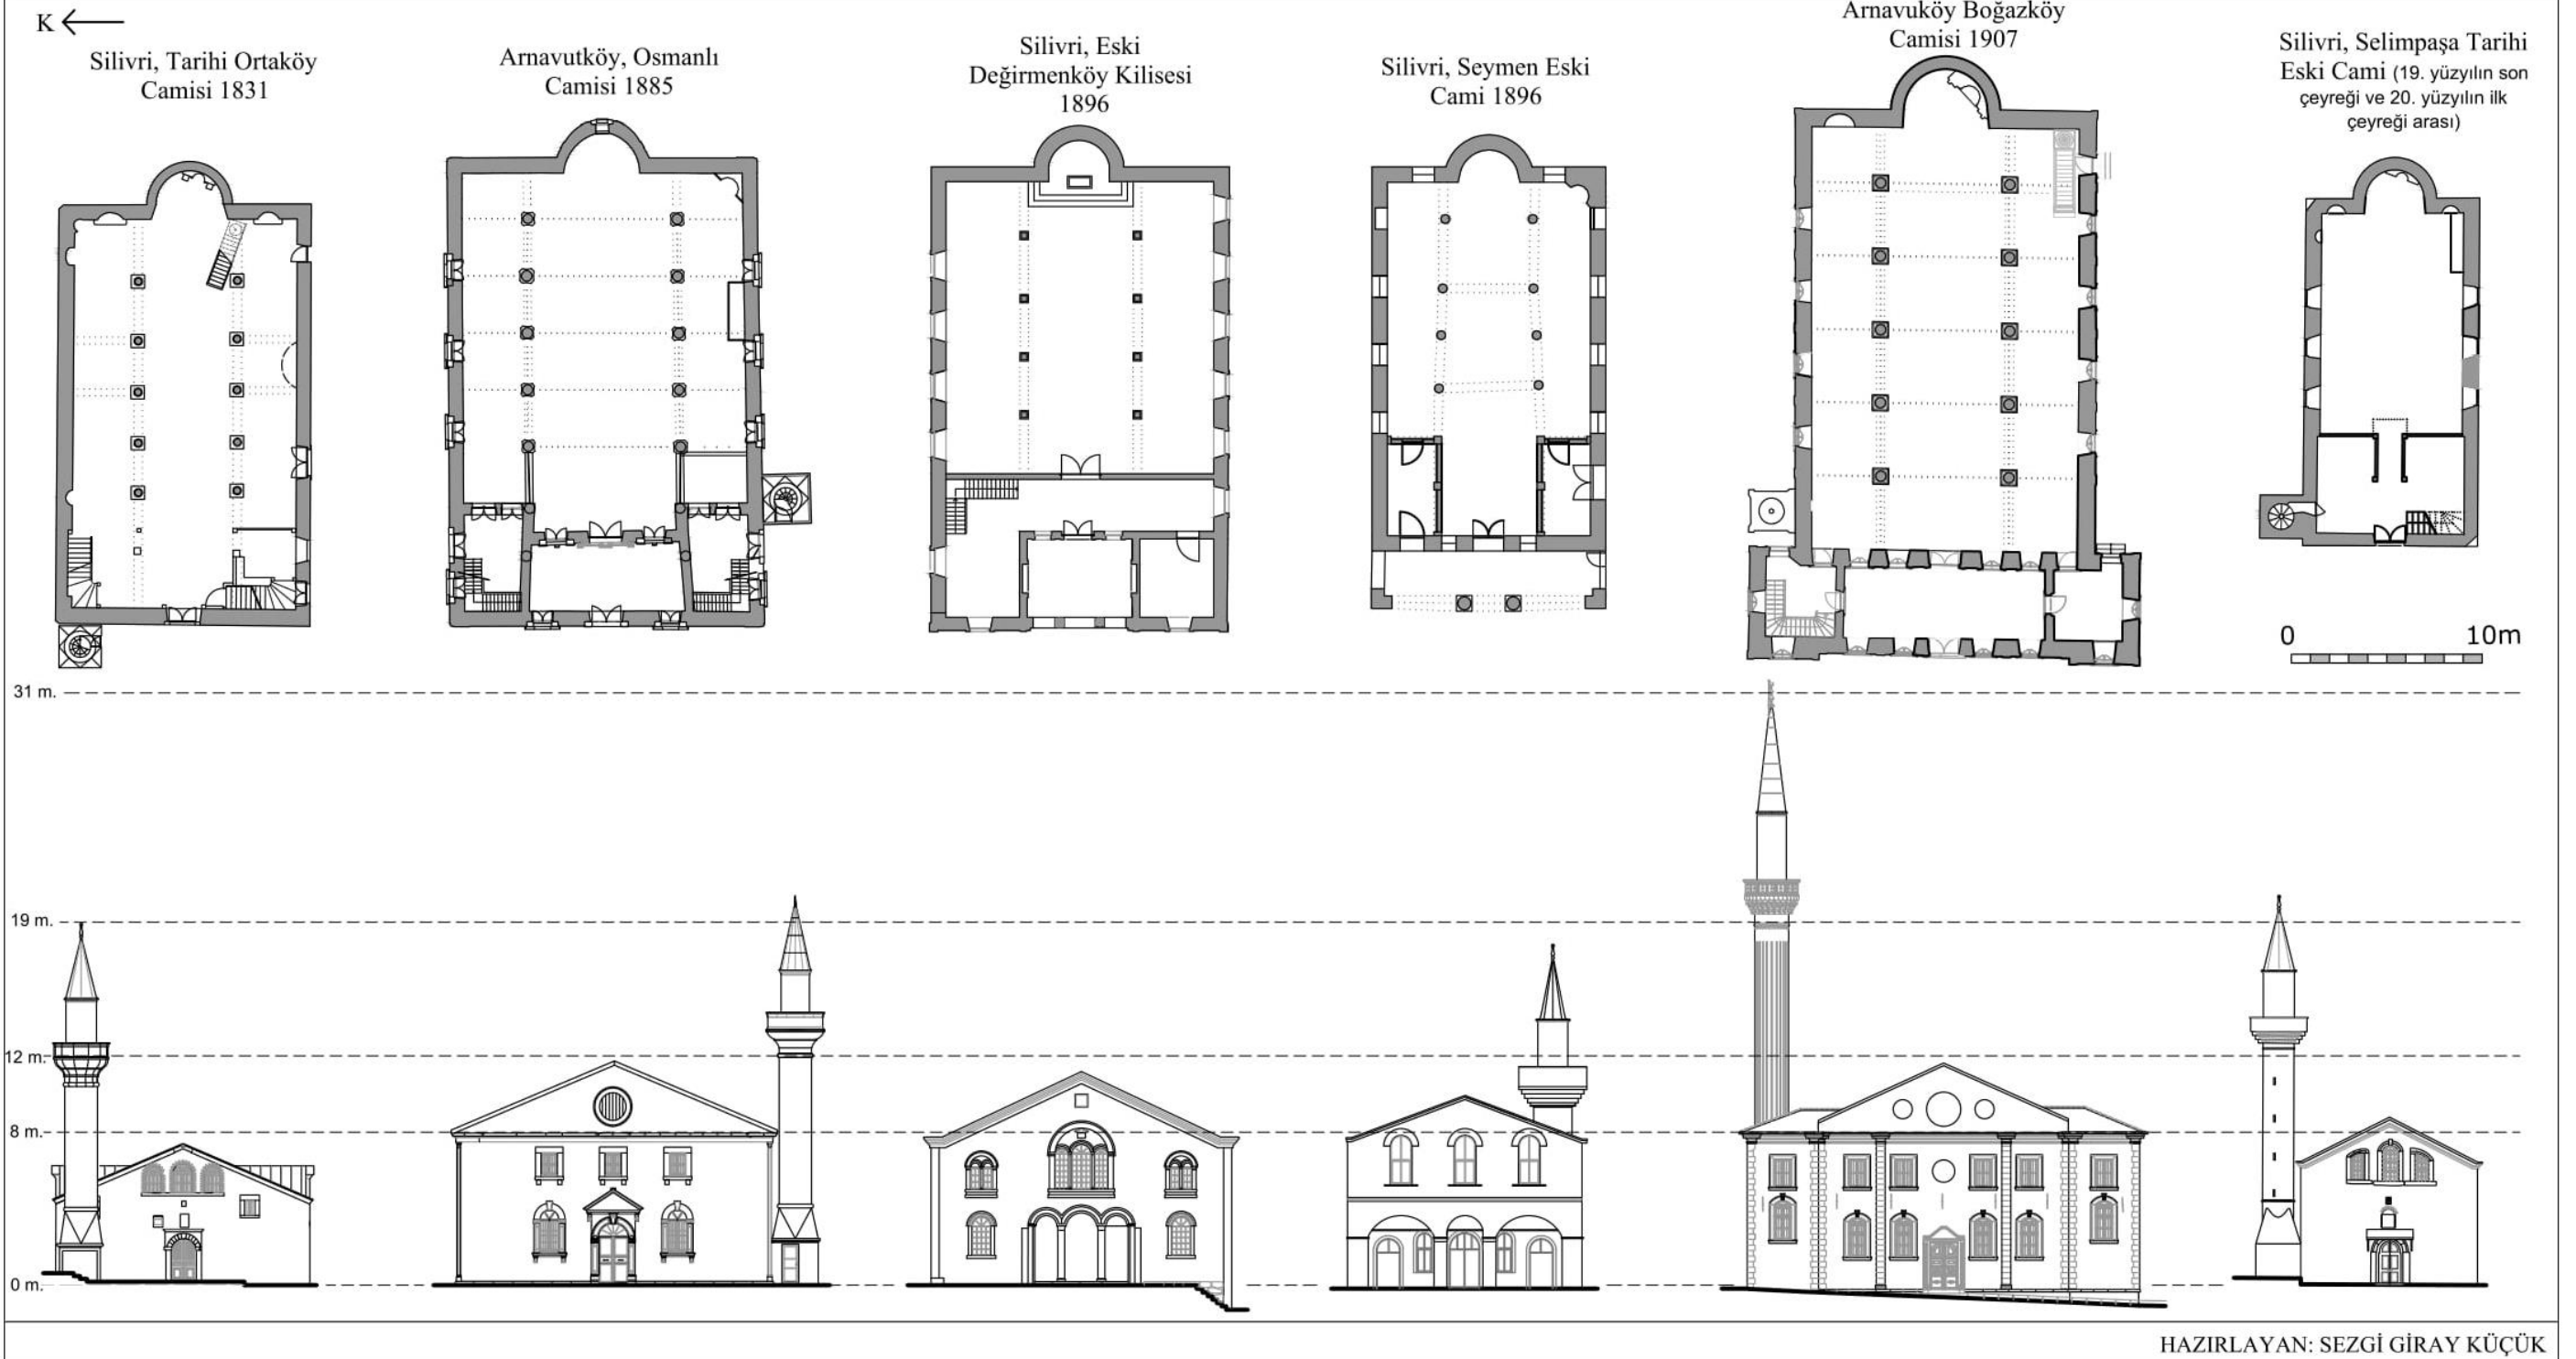 K
Silivri, Tarihi Ortaköy
Camisi 1831
Arnavutköy, Osmanlı
Camisi 1885
Silivri, Eski
Değirmenköy Kilisesi
1896
Silivri, Seymen Eski
Cami 1896
Arnavuköy Boğazköy
Camisi 1907
Silivri, Selimpaşa Tarihi
Eski Cami (19. yüzyılın son
çeyreği ve 20. yüzyılın ilk
çeyreği arası)
0 10m
31 m.
19 m.
12 m.
8 m.
0 m.
HAZIRLAYAN: SEZGİ GİRAY KÜÇÜK